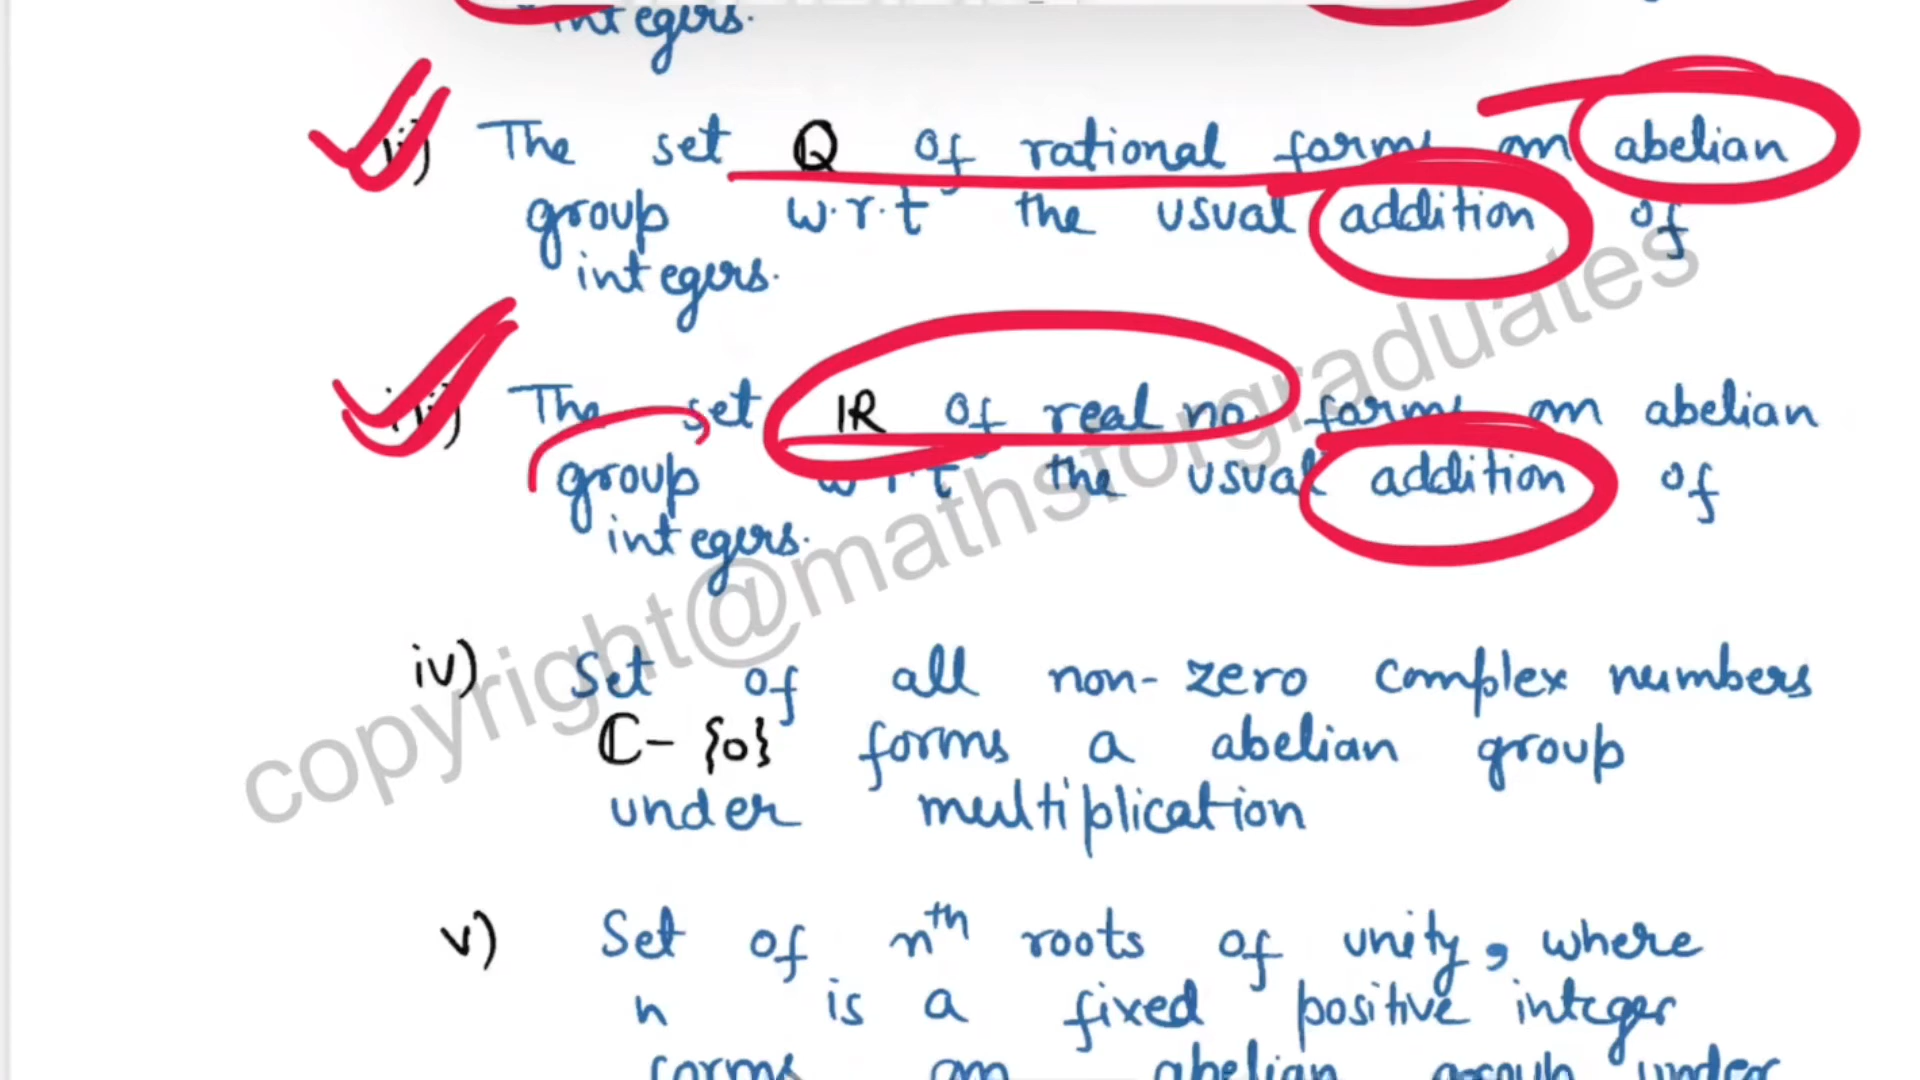 integers.
ii) The set Q of rational forms an abelian
group w.r.t the usual addition of
integers.
iii) The set IR of real no. forms an abelian
group w.r.t the usual addition of
integers.
iv) Set of all non-zero complex numbers
ℂ- {0} forms a abelian group
under multiplication
v) Set of nth roots of unity, where
n is a fixed positive integer
forms an abelian group under
copyright@mathsforgraduates